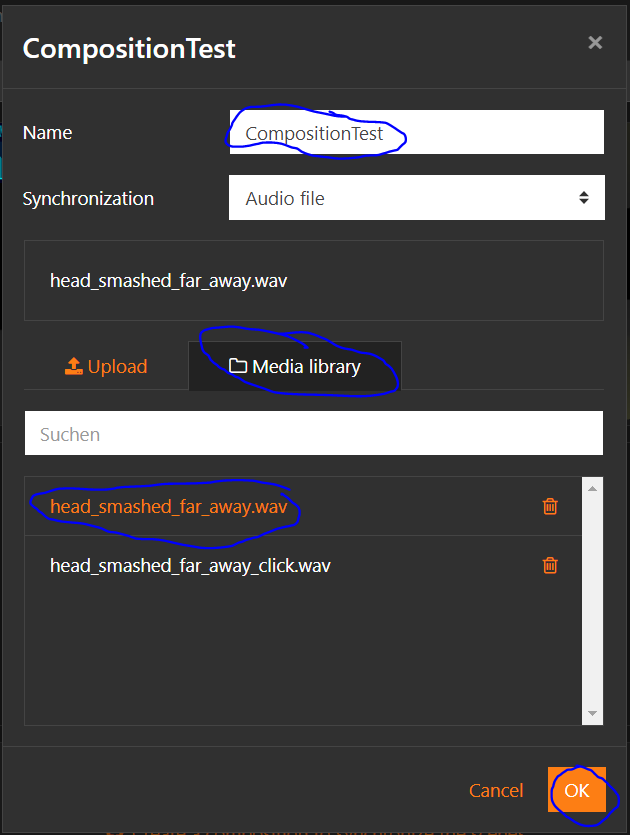 CompositionTest
Name
CompositionTest
Synchronization
Audio file
head_smashed_far_away.wav
Upload
Media library
Suchen
head_smashed_far_away.wav
head_smashed_far_away_click.wav
Cancel
OK